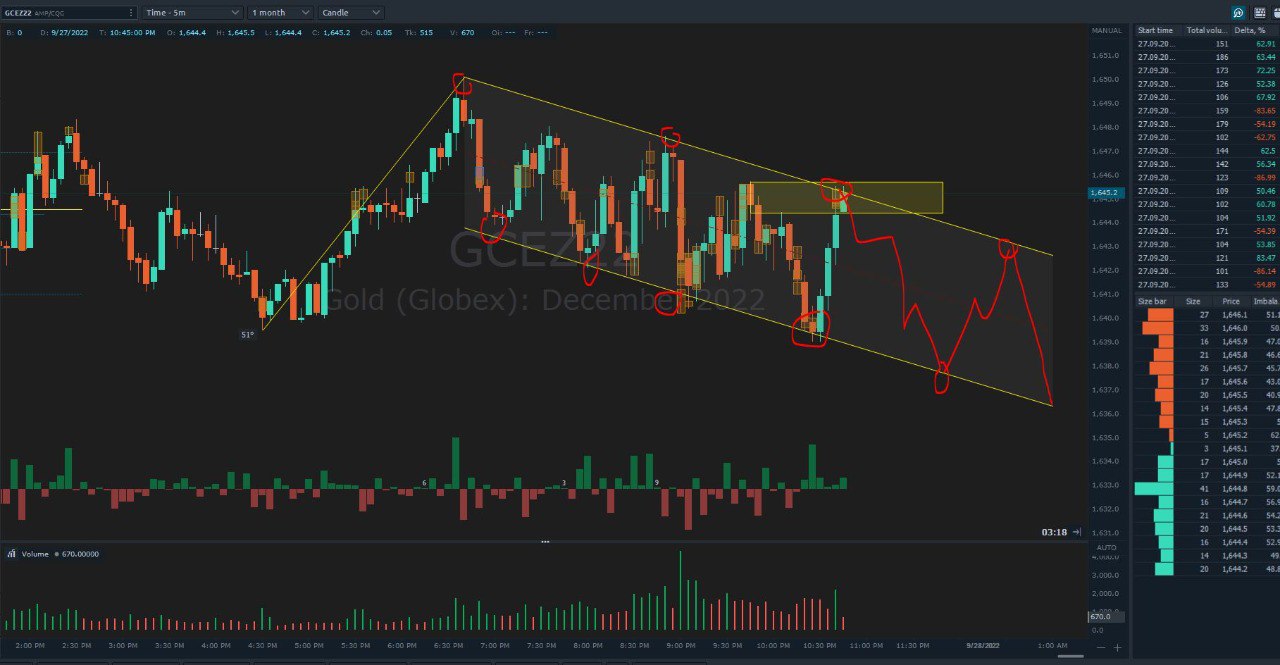 GCEZ22 AMP/CQG Time - 5m 1 month Candle
B: 0 D: 9/27/2022 T: 10:45:00 PM O: 1,644.4 H: 1,645.5 L: 1,644.4 C: 1,645.2 Ch: 0.05 Tk: 515 V: 670 Oi: --- Fr: ---
MANUAL
1,651.0
1,650.0
1,649.0
1,648.0
1,647.0
1,646.0
1,645.2
1,644.0
1,643.0
1,642.0
1,641.0
1,640.0
1,639.0
1,638.0
1,637.0
1,636.0
1,635.0
1,634.0
1,633.0
1,632.0
1,631.0
GCEZ22
Gold (Globex): December 2022
51°
6 3 9
03:18
AUTO
Volume 670.00000
4,000.0
3,000.0
2,000.0
1,000.0
670.0
0.0
2:00 PM 2:30 PM 3:00 PM 3:30 PM 4:00 PM 4:30 PM 5:00 PM 5:30 PM 6:00 PM 6:30 PM 7:00 PM 7:30 PM 8:00 PM 8:30 PM 9:00 PM 9:30 PM 10:00 PM 10:30 PM 11:00 PM 11:30 PM 9/28/2022 1:00 AM
Start time Total volu... Delta, %
27.09.20... 151 62.91
27.09.20... 186 63.44
27.09.20... 173 72.25
27.09.20... 126 52.38
27.09.20... 106 67.92
27.09.20... 159 -83.65
27.09.20... 179 -54.19
27.09.20... 102 -62.75
27.09.20... 144 62.5
27.09.20... 142 56.34
27.09.20... 123 -86.99
27.09.20... 109 50.46
27.09.20... 102 60.78
27.09.20... 104 51.92
27.09.20... 171 -54.39
27.09.20... 104 53.85
27.09.20... 121 83.47
27.09.20... 101 -86.14
27.09.20... 133 -54.89
Size bar Size Price Imbala
27 1,646.1 51.1
33 1,646.0 50.
16 1,645.9 47.0
21 1,645.8 46.6
26 1,645.7 45.7
17 1,645.6 43.0
20 1,645.5 40.9
14 1,645.4 47.8
15 1,645.3 5
5 1,645.2 62.
3 1,645.1 37.
17 1,645.0 5
17 1,644.9 52.1
41 1,644.8 59.0
16 1,644.7 56.9
21 1,644.6 54.2
20 1,644.5 53.3
16 1,644.4 52.9
14 1,644.3 49.
20 1,644.2 48.8